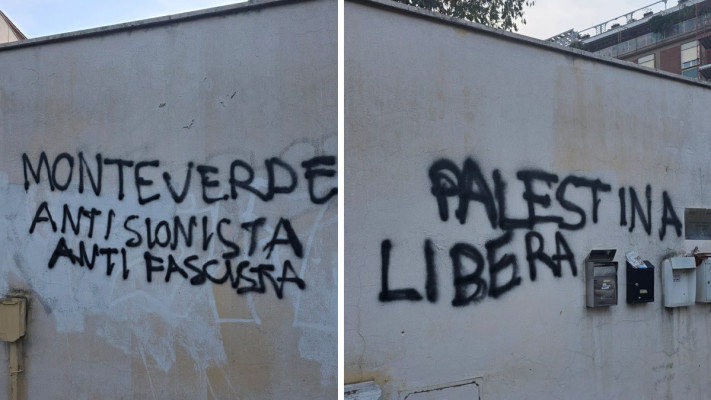 MONTEVERDE
ANTISIONISTA
ANTIFASCISTA
PALESTINA
LIBERA